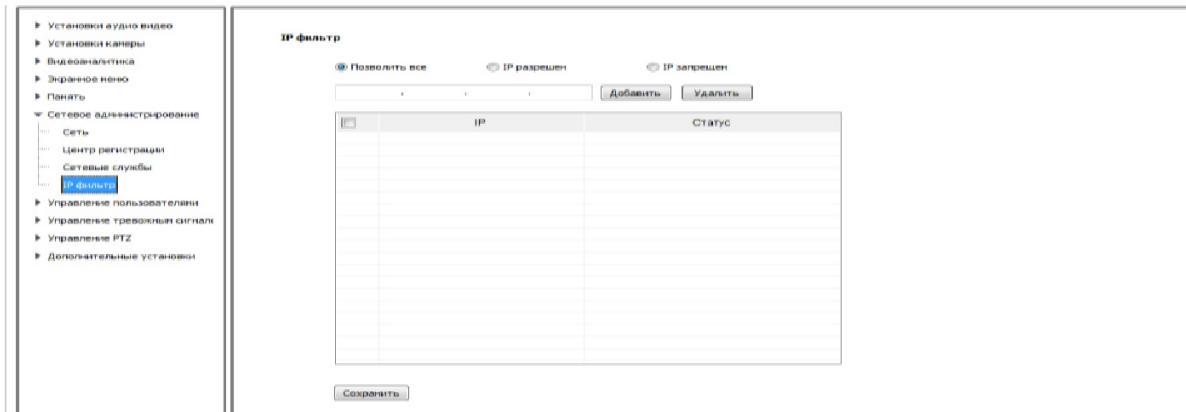 Установки аудио видео
Установки камеры
Видеоаналитика
Экранное меню
Память
Сетевое администрирование
Сеть
Центр регистрации
Сетевые службы
IP фильтр
Управление пользователями
Управление тревожным сигнало
Управление PTZ
Дополнительные установки
IP фильтр
Позволить все IP разрешен IP запрещен
Добавить Удалить
IP Статус
Сохранить